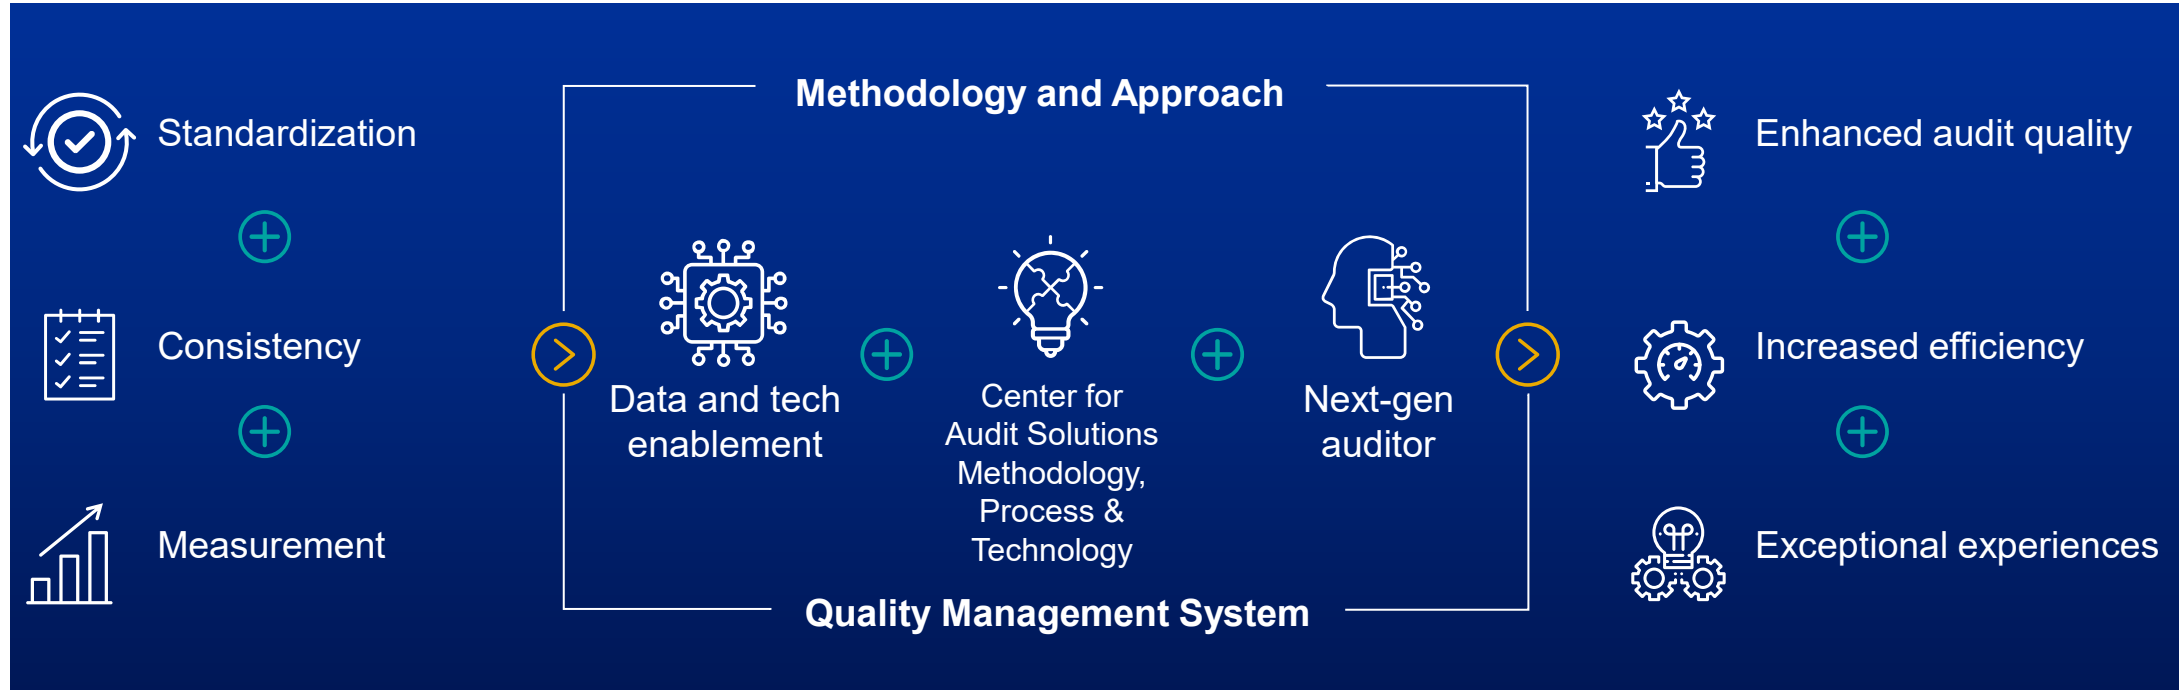 Standardization
Consistency
Measurement
Methodology and Approach
Data and tech
enablement
Center for
Audit Solutions
Methodology,
Process &
Technology
Next-gen
auditor
Quality Management System
Enhanced audit quality
Increased efficiency
Exceptional experiences